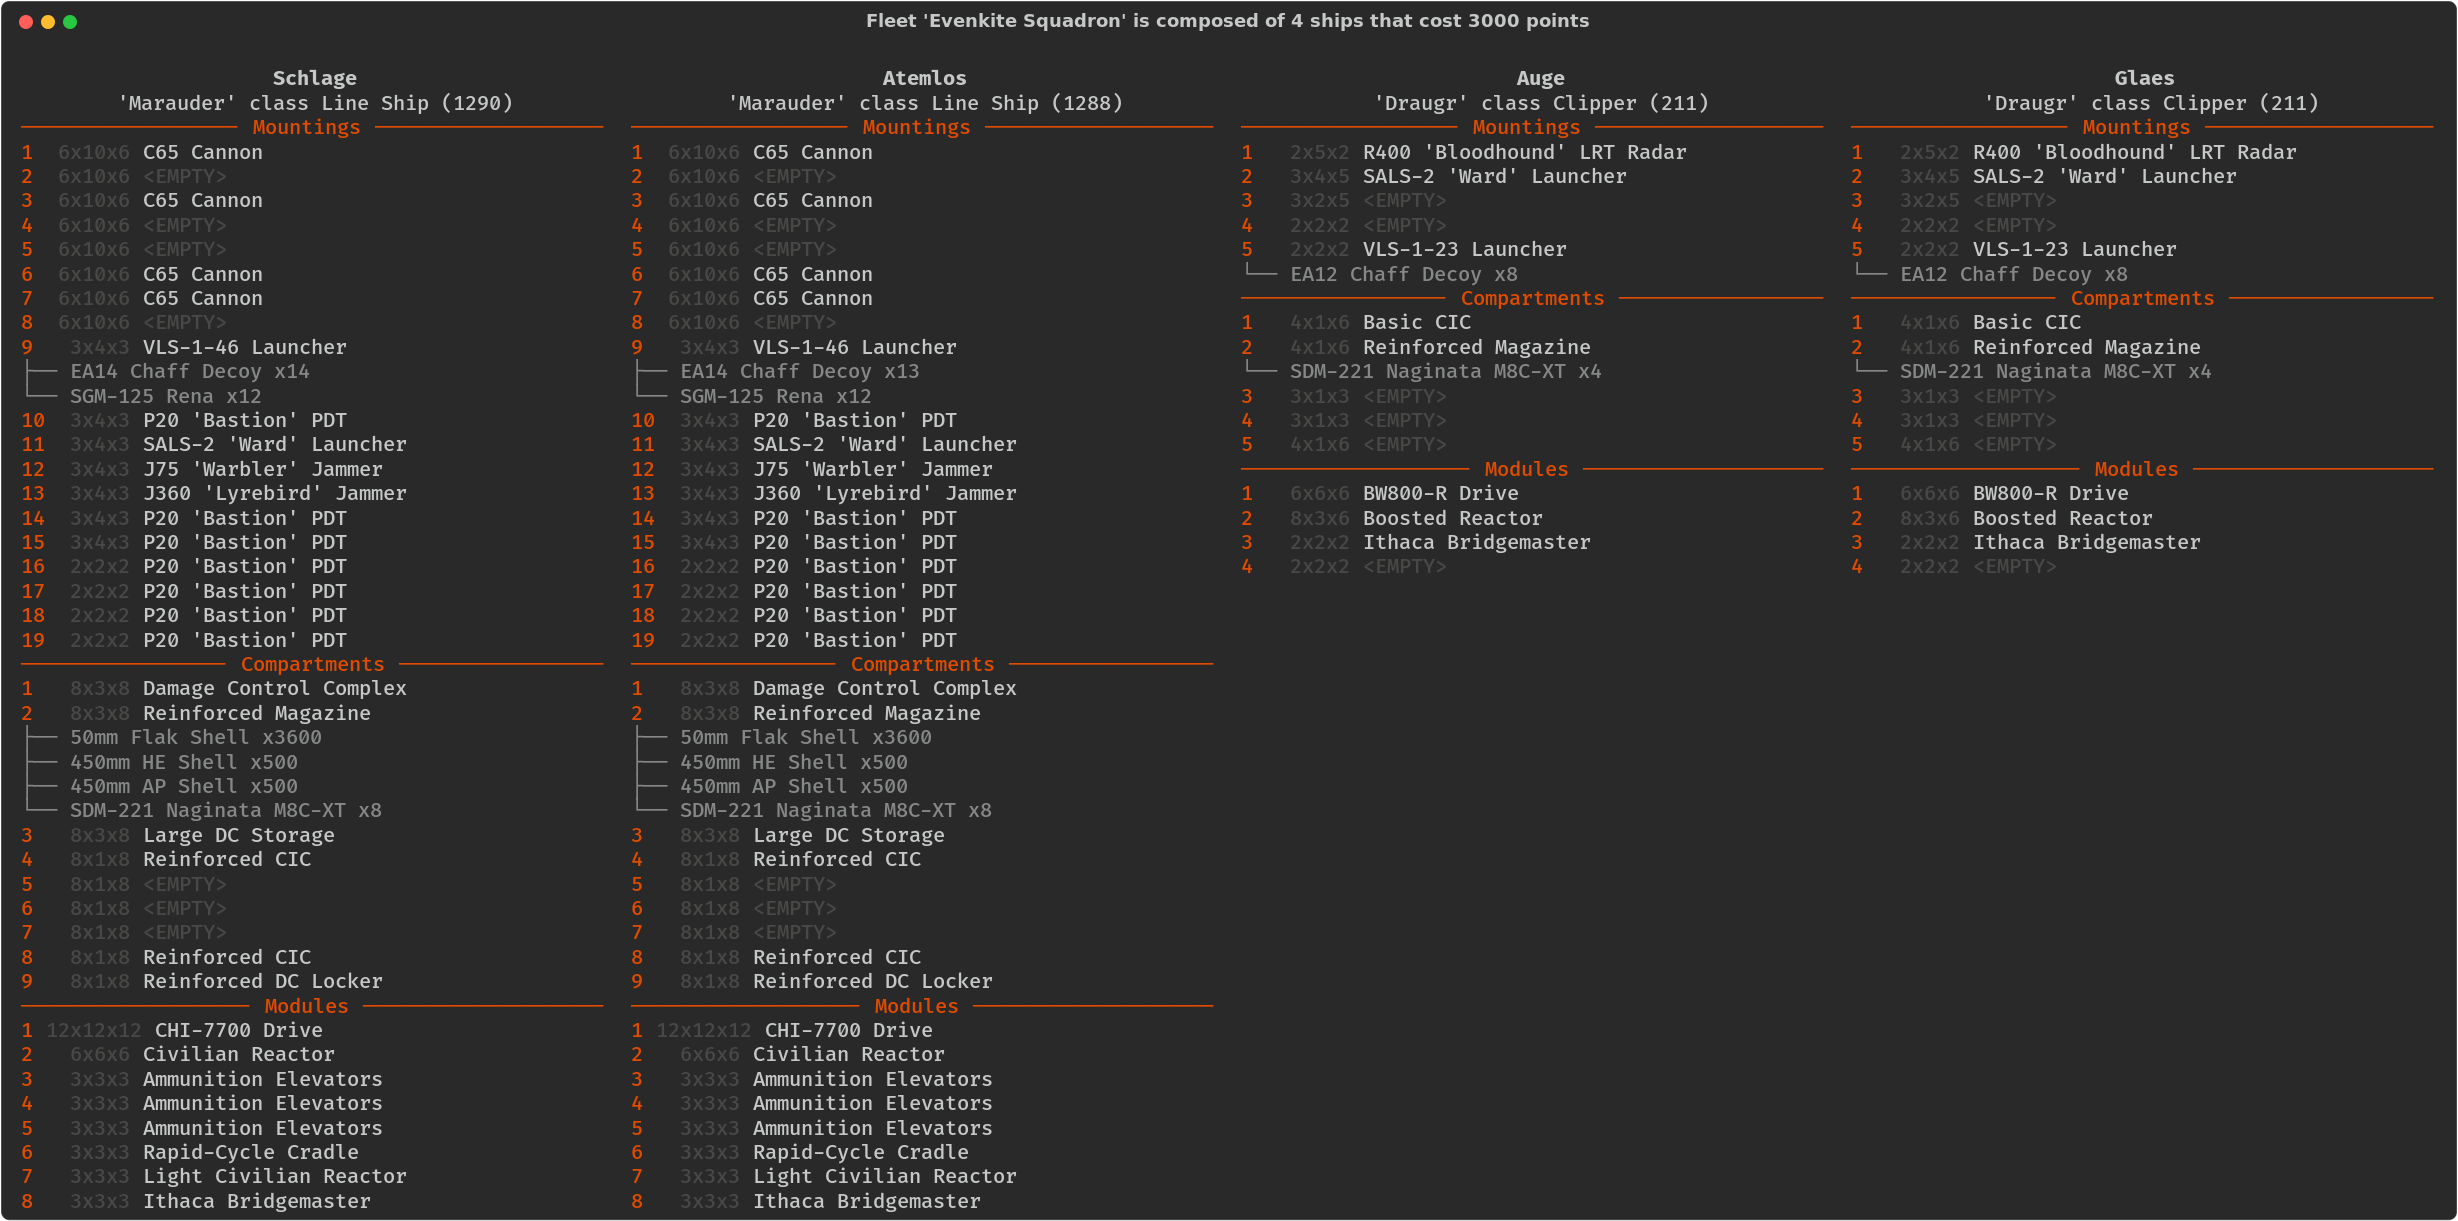 Fleet 'Evenkite Squadron' is composed of 4 ships that cost 3000 points
Schlage
'Marauder' class Line Ship (1290)
Mountings
1 6x10x6 C65 Cannon
2 6x10x6 <EMPTY>
3 6x10x6 C65 Cannon
4 6x10x6 <EMPTY>
5 6x10x6 <EMPTY>
6 6x10x6 C65 Cannon
7 6x10x6 C65 Cannon
8 6x10x6 <EMPTY>
9 3x4x3 VLS-1-46 Launcher
├── EA14 Chaff Decoy x14
└── SGM-125 Rena x12
10 3x4x3 P20 'Bastion' PDT
11 3x4x3 SALS-2 'Ward' Launcher
12 3x4x3 J75 'Warbler' Jammer
13 3x4x3 J360 'Lyrebird' Jammer
14 3x4x3 P20 'Bastion' PDT
15 3x4x3 P20 'Bastion' PDT
16 2x2x2 P20 'Bastion' PDT
17 2x2x2 P20 'Bastion' PDT
18 2x2x2 P20 'Bastion' PDT
19 2x2x2 P20 'Bastion' PDT
Compartments
1 8x3x8 Damage Control Complex
2 8x3x8 Reinforced Magazine
├── 50mm Flak Shell x3600
├── 450mm HE Shell x500
├── 450mm AP Shell x500
└── SDM-221 Naginata M8C-XT x8
3 8x3x8 Large DC Storage
4 8x1x8 Reinforced CIC
5 8x1x8 <EMPTY>
6 8x1x8 <EMPTY>
7 8x1x8 <EMPTY>
8 8x1x8 Reinforced CIC
9 8x1x8 Reinforced DC Locker
Modules
1 12x12x12 CHI-7700 Drive
2 6x6x6 Civilian Reactor
3 3x3x3 Ammunition Elevators
4 3x3x3 Ammunition Elevators
5 3x3x3 Ammunition Elevators
6 3x3x3 Rapid-Cycle Cradle
7 3x3x3 Light Civilian Reactor
8 3x3x3 Ithaca Bridgemaster
Atemlos
'Marauder' class Line Ship (1288)
Mountings
1 6x10x6 C65 Cannon
2 6x10x6 <EMPTY>
3 6x10x6 C65 Cannon
4 6x10x6 <EMPTY>
5 6x10x6 <EMPTY>
6 6x10x6 C65 Cannon
7 6x10x6 C65 Cannon
8 6x10x6 <EMPTY>
9 3x4x3 VLS-1-46 Launcher
├── EA14 Chaff Decoy x13
└── SGM-125 Rena x12
10 3x4x3 P20 'Bastion' PDT
11 3x4x3 SALS-2 'Ward' Launcher
12 3x4x3 J75 'Warbler' Jammer
13 3x4x3 J360 'Lyrebird' Jammer
14 3x4x3 P20 'Bastion' PDT
15 3x4x3 P20 'Bastion' PDT
16 2x2x2 P20 'Bastion' PDT
17 2x2x2 P20 'Bastion' PDT
18 2x2x2 P20 'Bastion' PDT
19 2x2x2 P20 'Bastion' PDT
Compartments
1 8x3x8 Damage Control Complex
2 8x3x8 Reinforced Magazine
├── 50mm Flak Shell x3600
├── 450mm HE Shell x500
├── 450mm AP Shell x500
└── SDM-221 Naginata M8C-XT x8
3 8x3x8 Large DC Storage
4 8x1x8 Reinforced CIC
5 8x1x8 <EMPTY>
6 8x1x8 <EMPTY>
7 8x1x8 <EMPTY>
8 8x1x8 Reinforced CIC
9 8x1x8 Reinforced DC Locker
Modules
1 12x12x12 CHI-7700 Drive
2 6x6x6 Civilian Reactor
3 3x3x3 Ammunition Elevators
4 3x3x3 Ammunition Elevators
5 3x3x3 Ammunition Elevators
6 3x3x3 Rapid-Cycle Cradle
7 3x3x3 Light Civilian Reactor
8 3x3x3 Ithaca Bridgemaster
Auge
'Draugr' class Clipper (211)
Mountings
1 2x5x2 R400 'Bloodhound' LRT Radar
2 3x4x5 SALS-2 'Ward' Launcher
3 3x2x5 <EMPTY>
4 2x2x2 <EMPTY>
5 2x2x2 VLS-1-23 Launcher
└── EA12 Chaff Decoy x8
Compartments
1 4x1x6 Basic CIC
2 4x1x6 Reinforced Magazine
└── SDM-221 Naginata M8C-XT x4
3 3x1x3 <EMPTY>
4 3x1x3 <EMPTY>
5 4x1x6 <EMPTY>
Modules
1 6x6x6 BW800-R Drive
2 8x3x6 Boosted Reactor
3 2x2x2 Ithaca Bridgemaster
4 2x2x2 <EMPTY>
Glaes
'Draugr' class Clipper (211)
Mountings
1 2x5x2 R400 'Bloodhound' LRT Radar
2 3x4x5 SALS-2 'Ward' Launcher
3 3x2x5 <EMPTY>
4 2x2x2 <EMPTY>
5 2x2x2 VLS-1-23 Launcher
└── EA12 Chaff Decoy x8
Compartments
1 4x1x6 Basic CIC
2 4x1x6 Reinforced Magazine
└── SDM-221 Naginata M8C-XT x4
3 3x1x3 <EMPTY>
4 3x1x3 <EMPTY>
5 4x1x6 <EMPTY>
Modules
1 6x6x6 BW800-R Drive
2 8x3x6 Boosted Reactor
3 2x2x2 Ithaca Bridgemaster
4 2x2x2 <EMPTY>